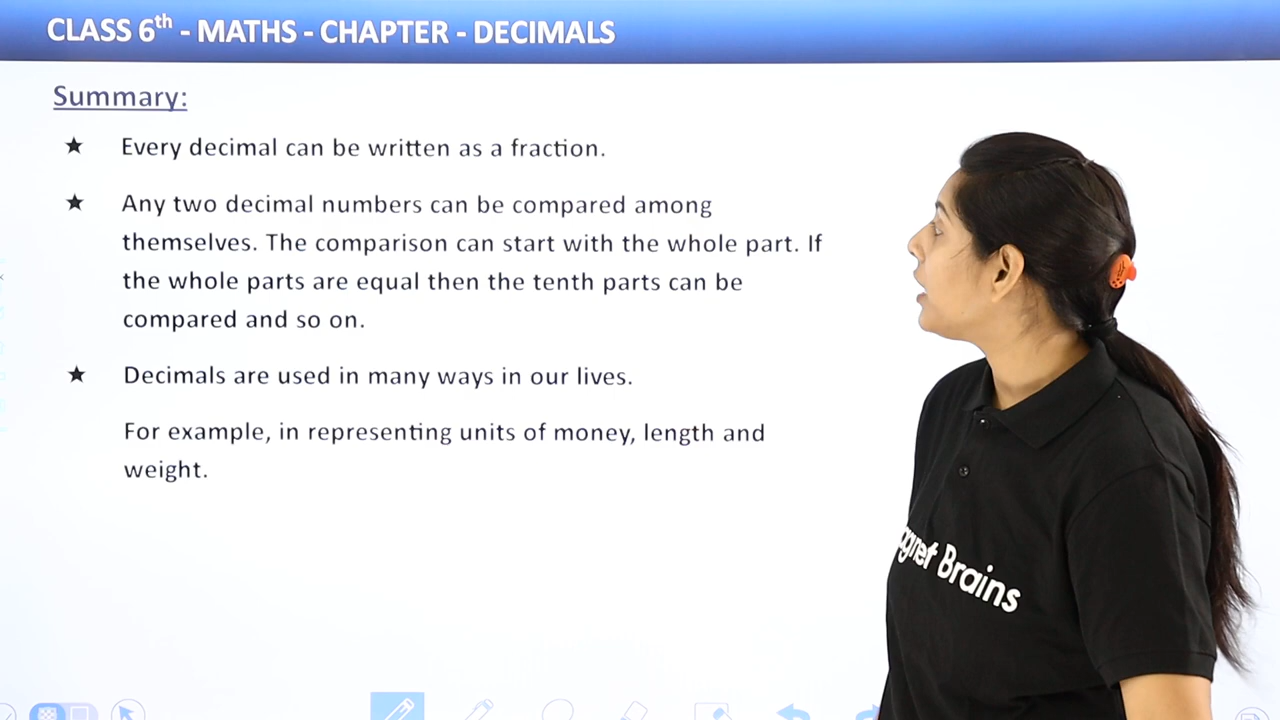 CLASS 6th - MATHS - CHAPTER - DECIMALS
Summary:
★ Every decimal can be written as a fraction.
★ Any two decimal numbers can be compared among
themselves. The comparison can start with the whole part. If
the whole parts are equal then the tenth parts can be
compared and so on.
★ Decimals are used in many ways in our lives.
For example, in representing units of money, length and
weight.
Brains